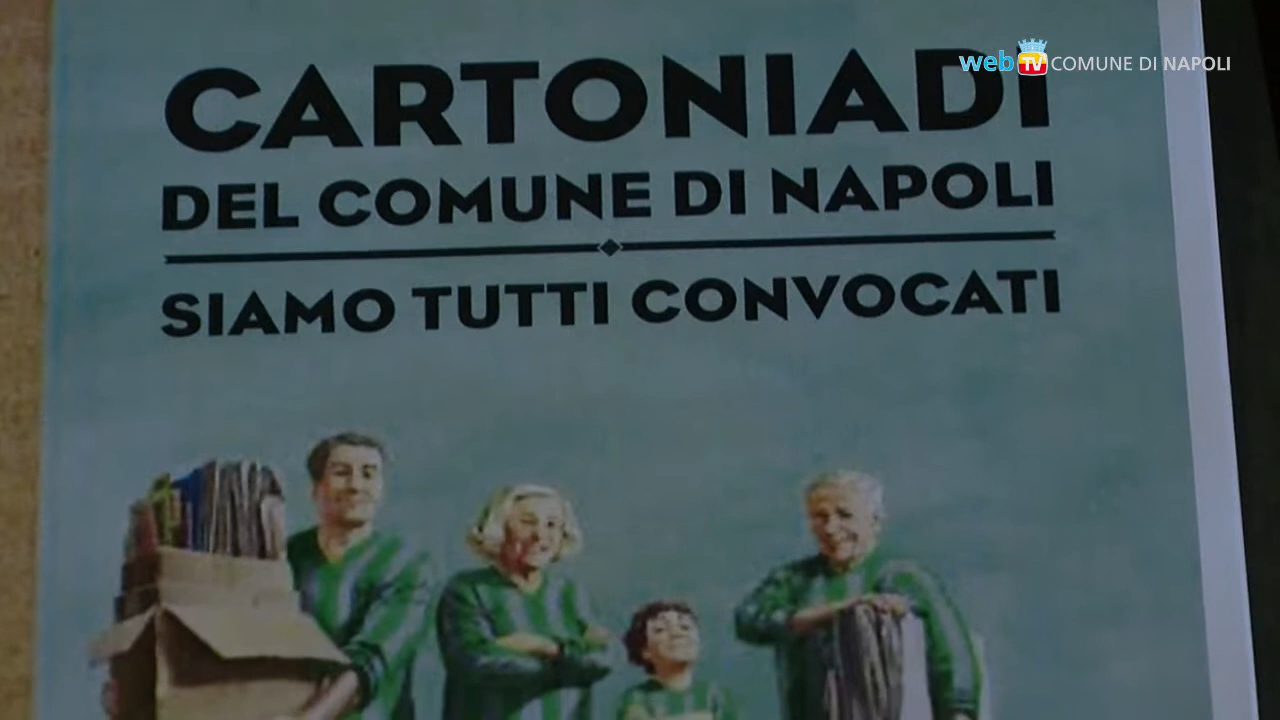 CARTONIADI
DEL COMUNE DI NAPOLI
SIAMO TUTTI CONVOCATI
web TV COMUNE DI NAPOLI